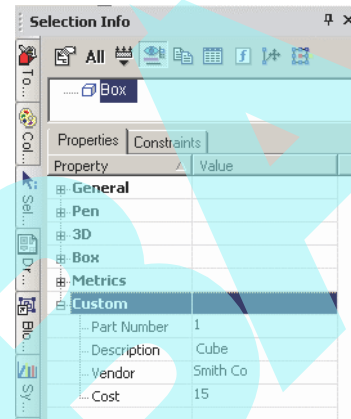 Selection Info
All
Box
Properties Constraints
Property Value
General
Pen
3D
Box
Metrics
Custom
Part Number 1
Description Cube
Vendor Smith Co
Cost 15
To...
Col...
Sel...
Dr...
Blo...
Sy...